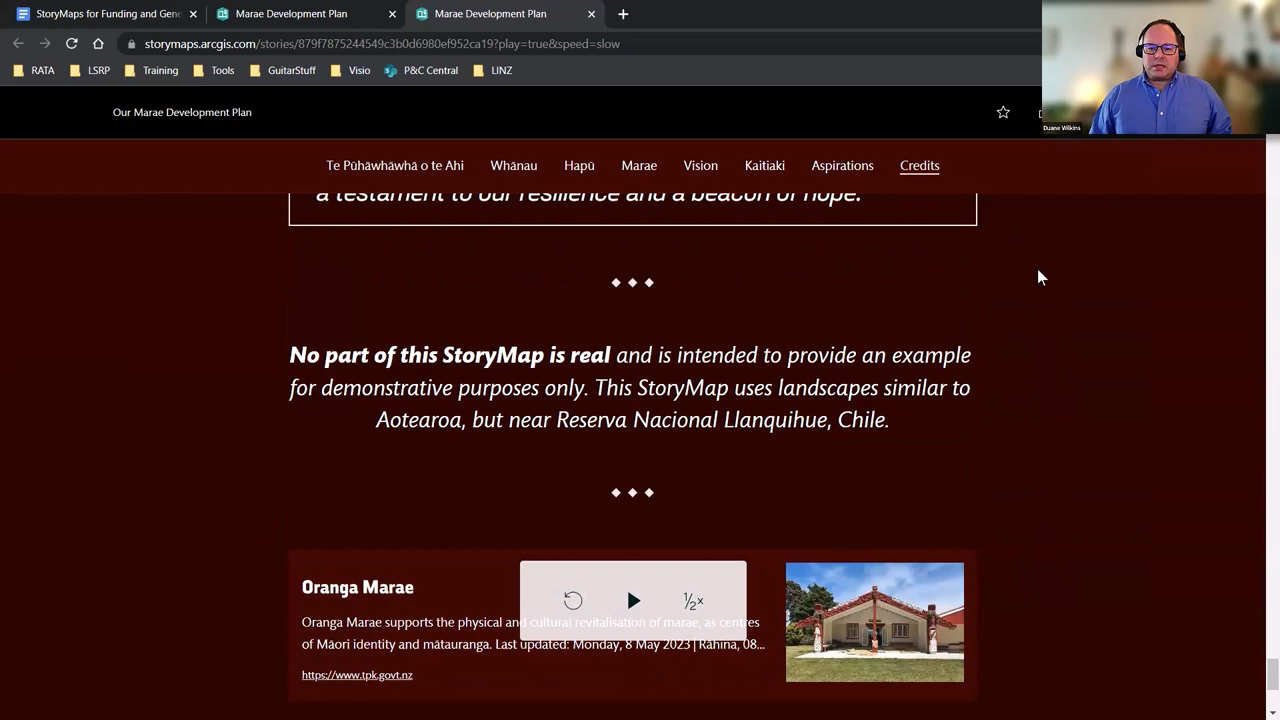 StoryMaps for Funding and Gene
Marae Development Plan
Marae Development Plan
storymaps.arcgis.com/stories/879f7875244549c3b0d6980ef952ca19?play=true&speed=slow
RATA LSRP Training Tools GuitarStuff Visio P&C Central LINZ
Duane Wilkins
Our Marae Development Plan
Te Pūhāwhāwhā o te Ahi Whānau Hapū Marae Vision Kaitiaki Aspirations Credits
a testament to our resilience and a beacon of hope.
No part of this StoryMap is real and is intended to provide an example
for demonstrative purposes only. This StoryMap uses landscapes similar to
Aotearoa, but near Reserva Nacional Llanquihue, Chile.
Oranga Marae
½x
Oranga Marae supports the physical and cultural revitalisation of marae, as centres
of Māori identity and mātauranga. Last updated: Monday, 8 May 2023 | Rāhina, 08...
https://www.tpk.govt.nz